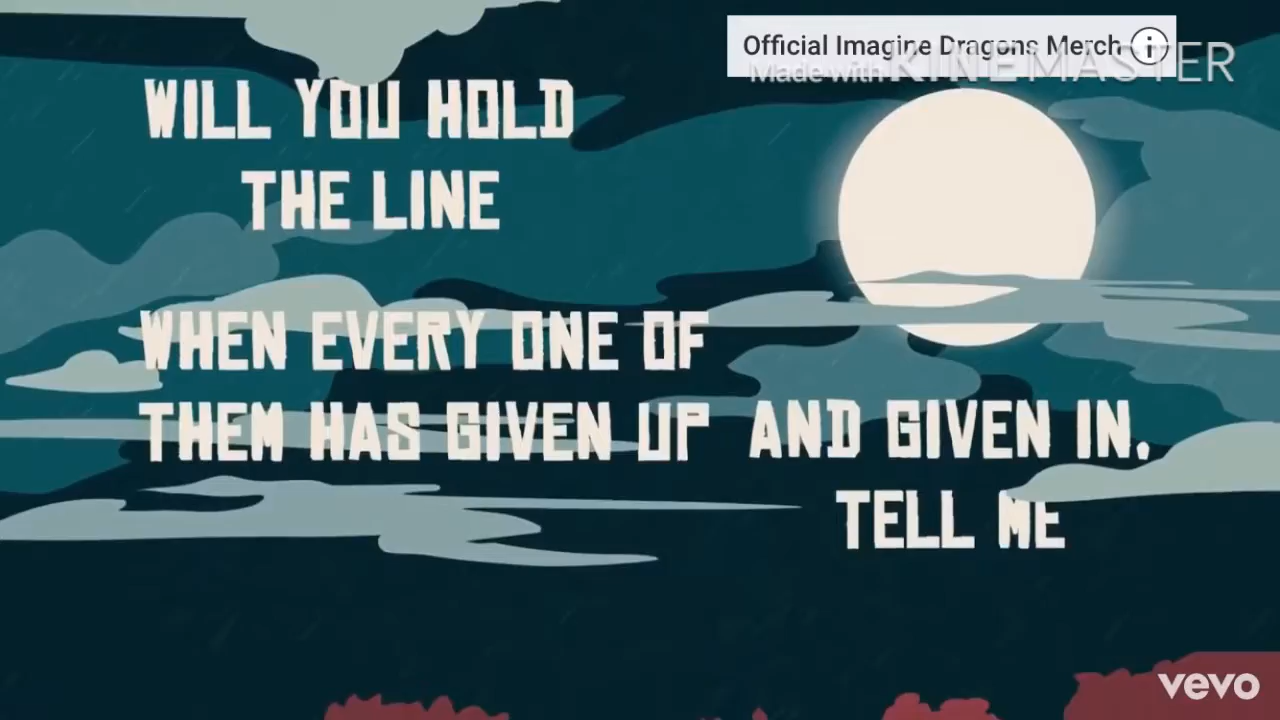 Official Imagine Dragons Merch
Made with KINEMASTER
WILL YOU HOLD
THE LINE
WHEN EVERY ONE OF
THEM HAS GIVEN UP AND GIVEN IN.
TELL ME
vevo